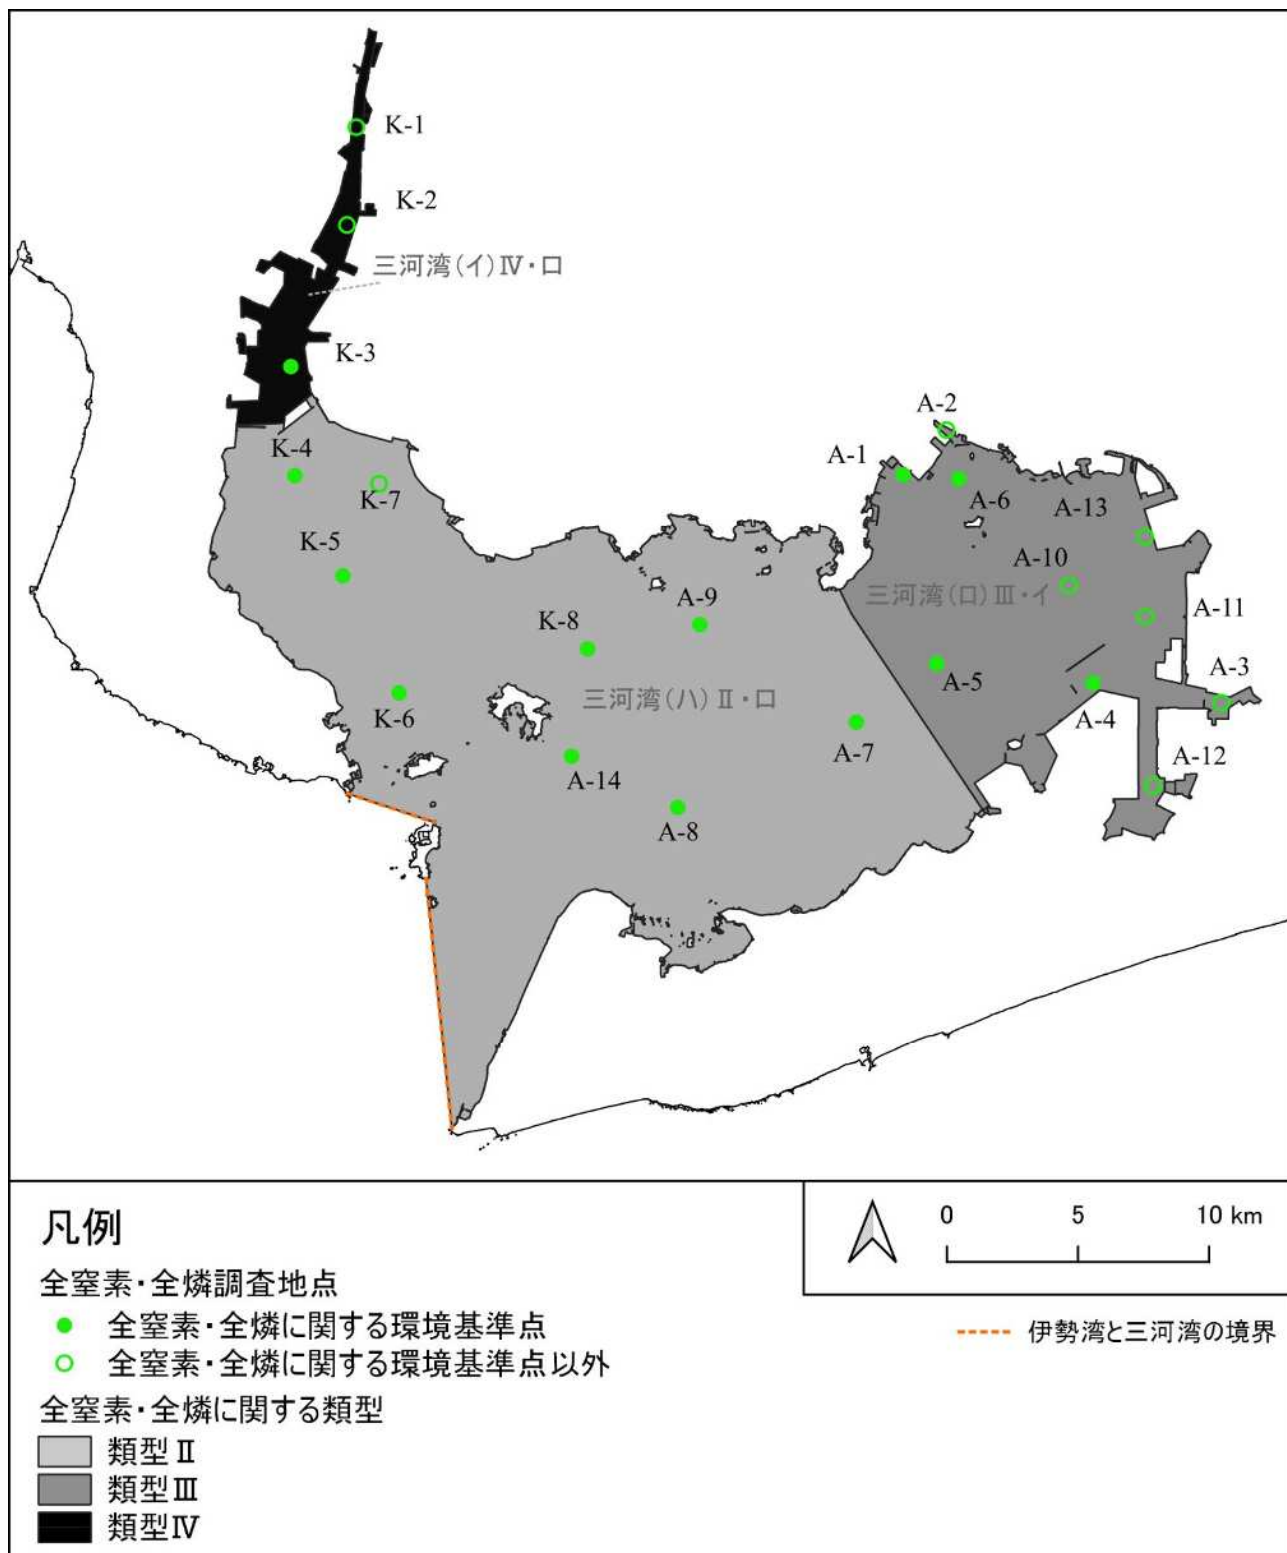 K-1
K-2
三河湾(イ)Ⅳ・ロ
K-3
A-2
K-4
A-1
K-7
A-6
A-13
K-5
A-10
三河湾(ロ)Ⅲ・イ
A-9
A-11
K-8
A-3
三河湾(ハ)Ⅱ・ロ
A-5
K-6
A-4
A-7
A-14
A-12
A-8
凡例
全窒素・全燐調査地点
全窒素・全燐に関する環境基準点
全窒素・全燐に関する環境基準点以外
全窒素・全燐に関する類型
類型Ⅱ
類型Ⅲ
類型Ⅳ
0 5 10 km
伊勢湾と三河湾の境界